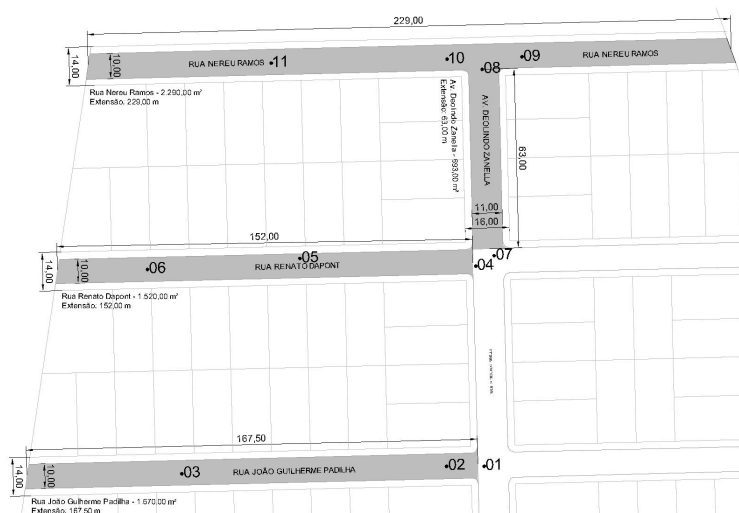 229,00
14,00
10,00
RUA NEREU RAMOS
11
10
09
RUA NEREU RAMOS
08
Rua Nereu Ramos - 2.290,00 m²
Extensão: 229,00 m
Av. Deolindo Zanella - 693,00 m²
Extensão: 63,00 m
AV. DEOLINDO ZANELLA
63,00
11,00
16,00
152,00
14,00
10,00
06
05
RUA RENATO DAPONT
04
07
Rua Renato Dapont - 1.520,00 m²
Extensão: 152,00 m
167,50
14,00
10,00
03
RUA JOÃO GUILHERME PADILHA
02
01
Rua João Gulherme Padilha - 1.670,00 m²
Extensão: 167,50 m